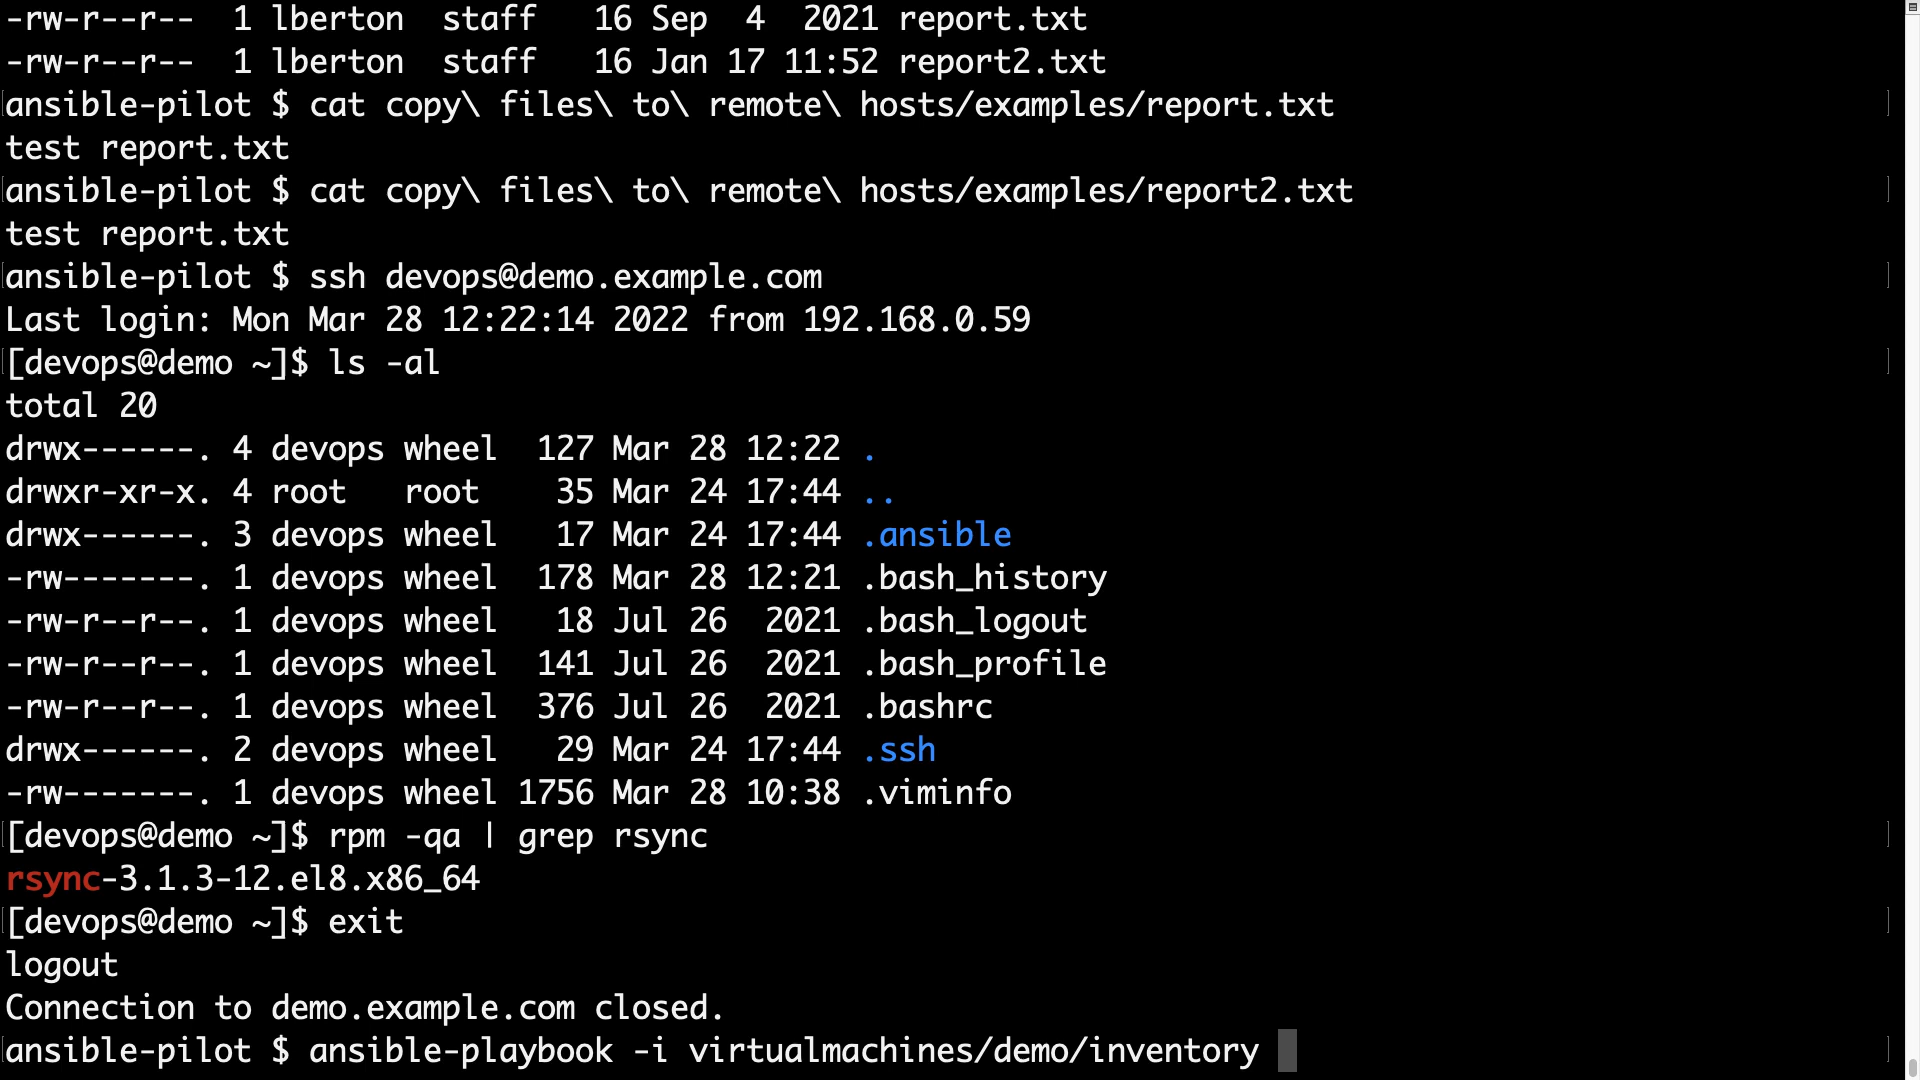 -rw-r--r--  1 lberton  staff   16 Sep  4  2021 report.txt
-rw-r--r--  1 lberton  staff   16 Jan 17 11:52 report2.txt
[ansible-pilot $ cat copy\ files\ to\ remote\ hosts/examples/report.txt ]
test report.txt
[ansible-pilot $ cat copy\ files\ to\ remote\ hosts/examples/report2.txt ]
test report.txt
[ansible-pilot $ ssh devops@demo.example.com ]
Last login: Mon Mar 28 12:22:14 2022 from 192.168.0.59
[[devops@demo ~]$ ls -al ]
total 20
drwx------. 4 devops wheel  127 Mar 28 12:22 .
drwxr-xr-x. 4 root   root    35 Mar 24 17:44 ..
drwx------. 3 devops wheel   17 Mar 24 17:44 .ansible
-rw-------. 1 devops wheel  178 Mar 28 12:21 .bash_history
-rw-r--r--. 1 devops wheel   18 Jul 26  2021 .bash_logout
-rw-r--r--. 1 devops wheel  141 Jul 26  2021 .bash_profile
-rw-r--r--. 1 devops wheel  376 Jul 26  2021 .bashrc
drwx------. 2 devops wheel   29 Mar 24 17:44 .ssh
-rw-------. 1 devops wheel 1756 Mar 28 10:38 .viminfo
[[devops@demo ~]$ rpm -qa | grep rsync ]
rsync-3.1.3-12.el8.x86_64
[[devops@demo ~]$ exit ]
logout
Connection to demo.example.com closed.
[ansible-pilot $ ansible-playbook -i virtualmachines/demo/inventory ]